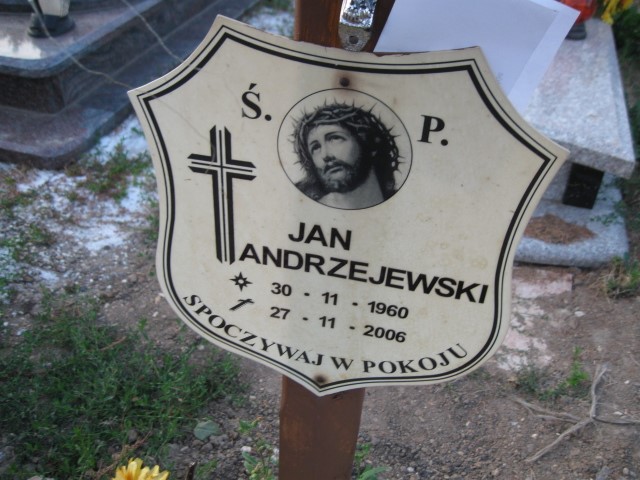 Ś. P.
JAN
ANDRZEJEWSKI
30 - 11 - 1960
27 - 11 - 2006
SPOCZYWAJ W POKOJU